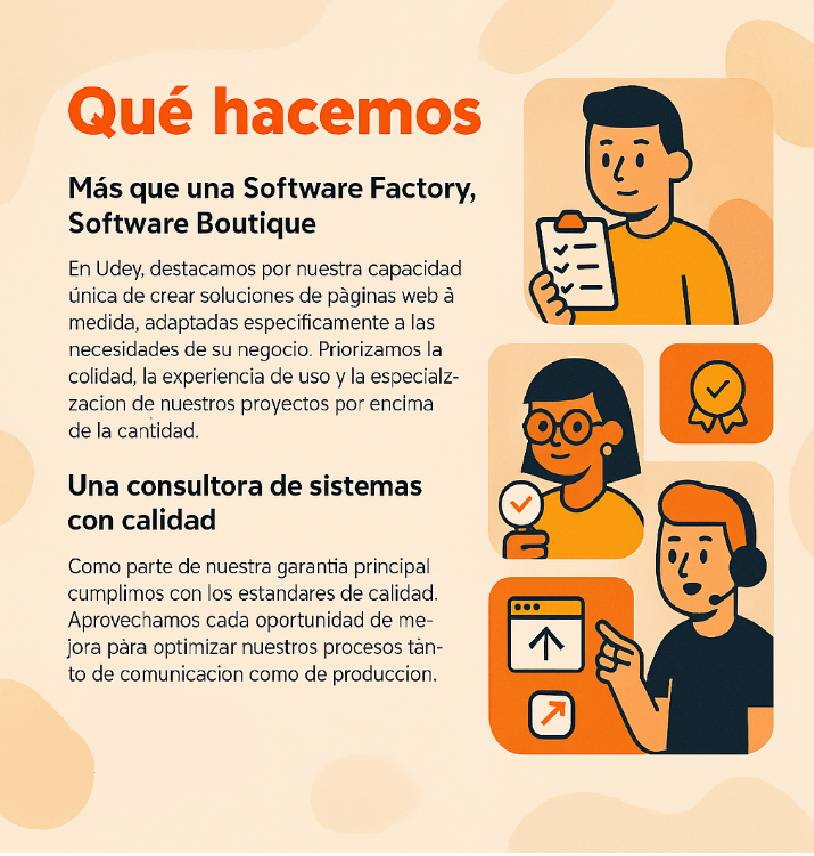 Qué hacemos
Más que una Software Factory,
Software Boutique
En Udey, destacamos por nuestra capacidad
única de crear soluciones de pàginas web à
medida, adaptadas especificamente a las
necesidades de su negocio. Priorizamos la
colidad, la experiencia de uso y la especialz-
zacion de nuestros proyectos por encima
de la cantidad.
Una consultora de sistemas
con calidad
Como parte de nuestra garantia principal
cumplimos con los estandares de calidad.
Aprovechamos cada oportunidad de me-
jora pàra optimizar nuestros procesos tàn-
to de comunicacion como de produccion.